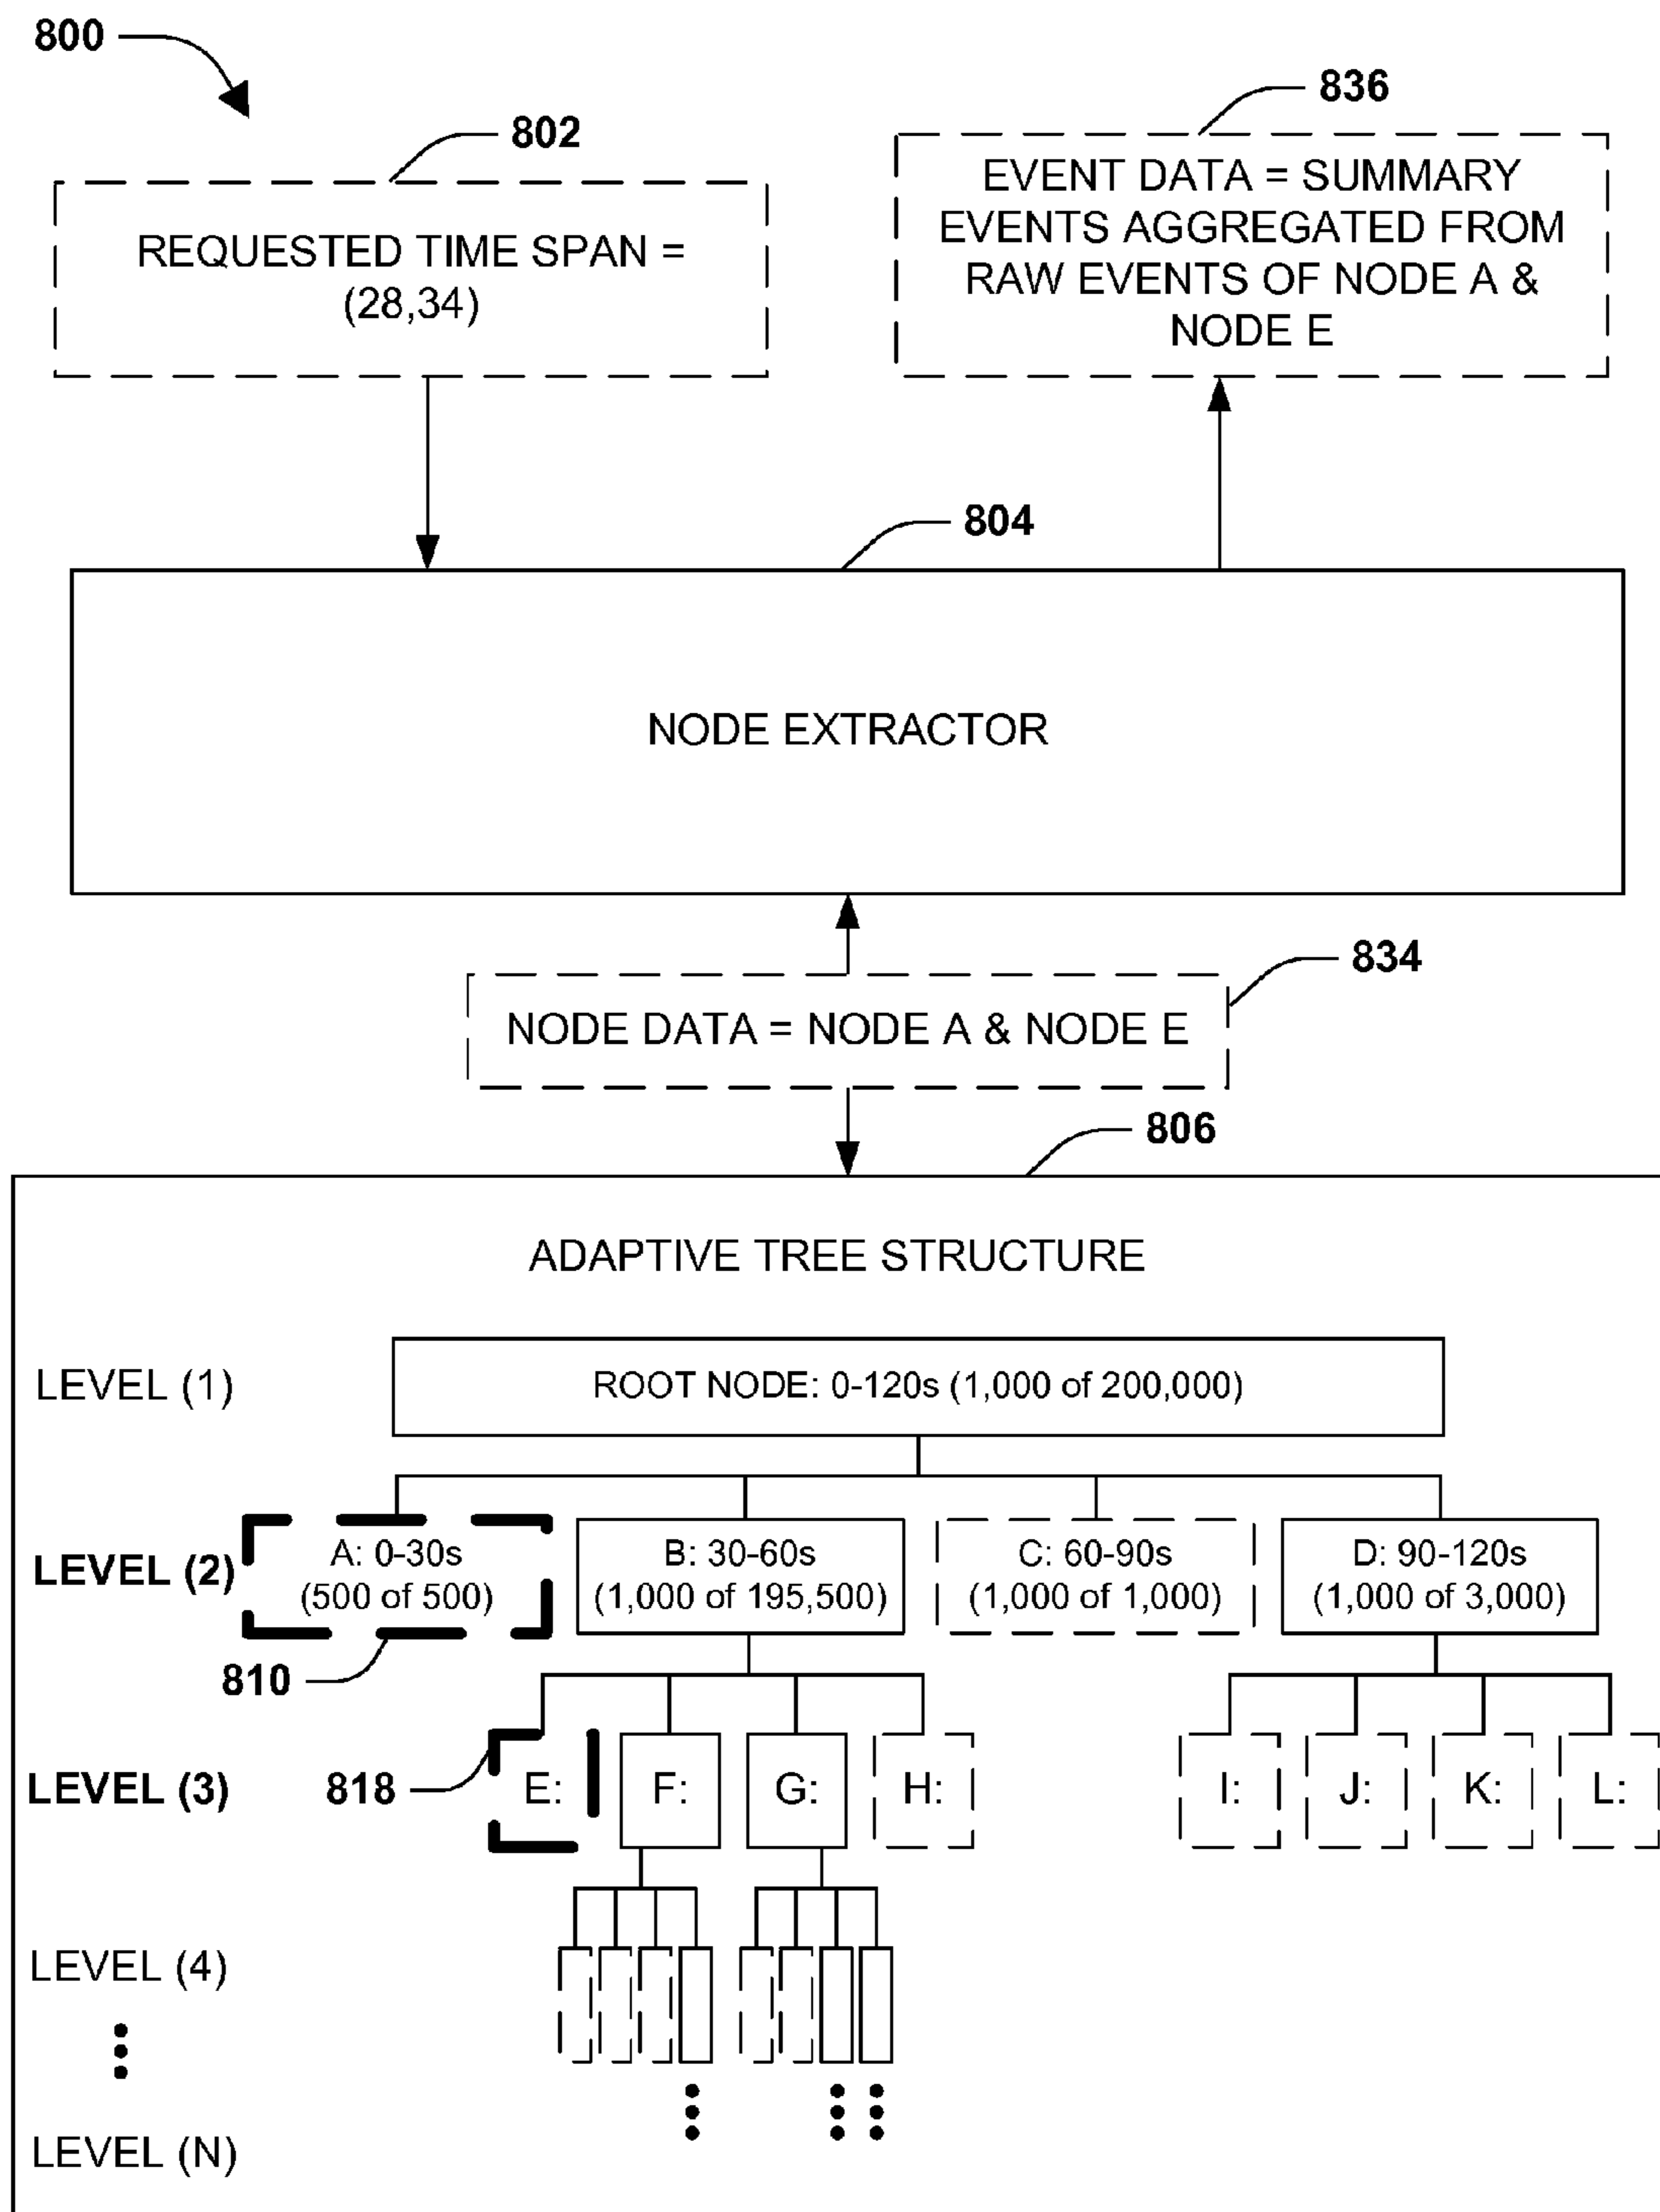 800
802
836
REQUESTED TIME SPAN =
(28,34)
EVENT DATA = SUMMARY
EVENTS AGGREGATED FROM
RAW EVENTS OF NODE A &
NODE E
804
NODE EXTRACTOR
834
NODE DATA = NODE A & NODE E
806
ADAPTIVE TREE STRUCTURE
LEVEL (1)
ROOT NODE: 0-120s (1,000 of 200,000)
LEVEL (2)
A: 0-30s
(500 of 500)
B: 30-60s
(1,000 of 195,500)
C: 60-90s
(1,000 of 1,000)
D: 90-120s
(1,000 of 3,000)
810
LEVEL (3)
818
E:
F:
G:
H:
I:
J:
K:
L:
LEVEL (4)
LEVEL (N)